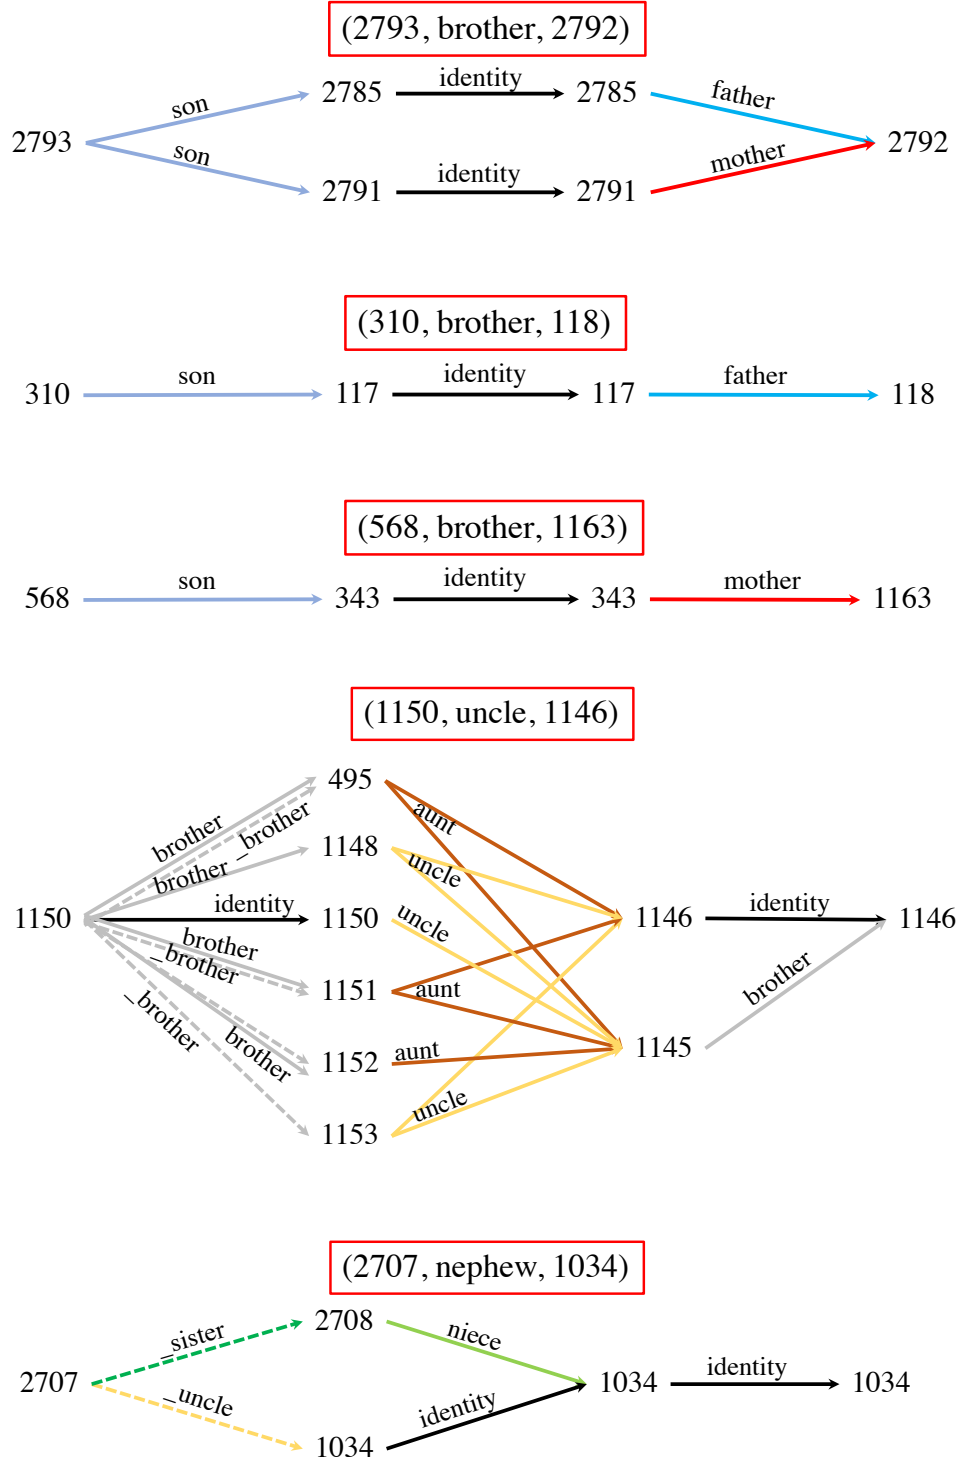 (2793, brother, 2792)
son
2785
identity
2785
father
2793
2792
son
2791
identity
2791
mother
(310, brother, 118)
310
son
117
identity
117
father
118
(568, brother, 1163)
568
son
343
identity
343
mother
1163
(1150, uncle, 1146)
495
brother
_brother
aunt
1148
brother
uncle
1150
identity
1150
uncle
1146
identity
1146
brother
_brother
1151
aunt
brother
_brother
brother
1152
aunt
1145
1153
uncle
(2707, nephew, 1034)
2708
_sister
niece
2707
1034
identity
1034
_uncle
identity
1034